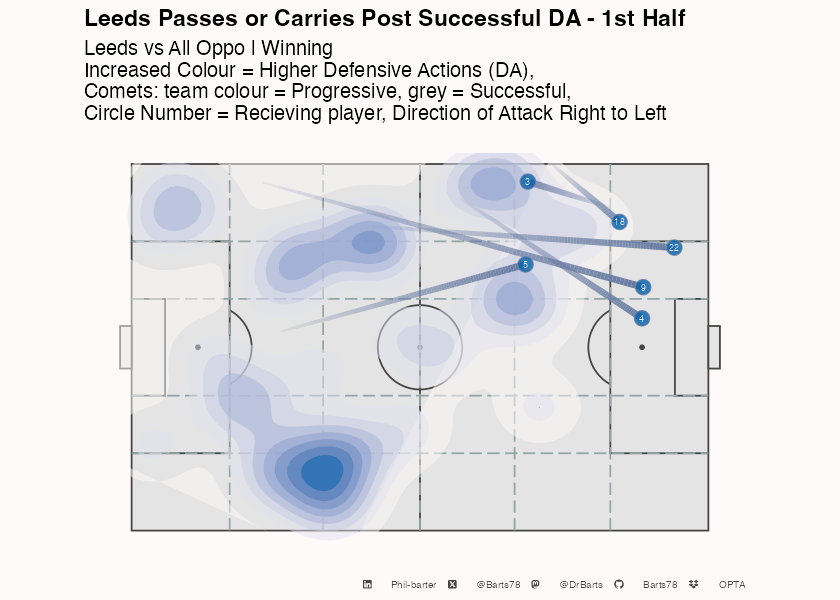 Leeds Passes or Carries Post Successful DA - 1st Half
Leeds vs All Oppo | Winning
Increased Colour = Higher Defensive Actions (DA),
Comets: team colour = Progressive, grey = Successful,
Circle Number = Recieving player, Direction of Attack Right to Left
3
18
22
5
9
4
Phil-barter @Barts78 @DrBarts Barts78 OPTA